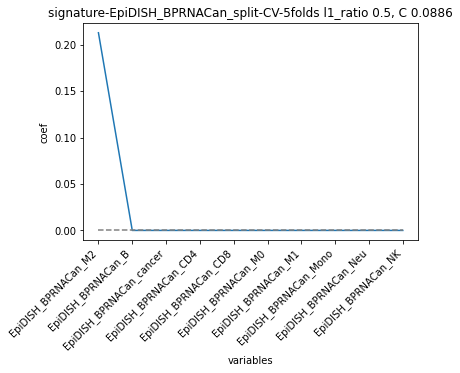 signature-EpiDISH_BPRNACan_split-CV-5folds l1_ratio 0.5, C 0.0886
0.20
0.15
0.10
0.05
0.00
coef
EpiDISH_BPRNACan_M2
EpiDISH_BPRNACan_B
EpiDISH_BPRNACan_cancer
EpiDISH_BPRNACan_CD4
EpiDISH_BPRNACan_CD8
EpiDISH_BPRNACan_M0
EpiDISH_BPRNACan_M1
EpiDISH_BPRNACan_Mono
EpiDISH_BPRNACan_Neu
EpiDISH_BPRNACan_NK
variables